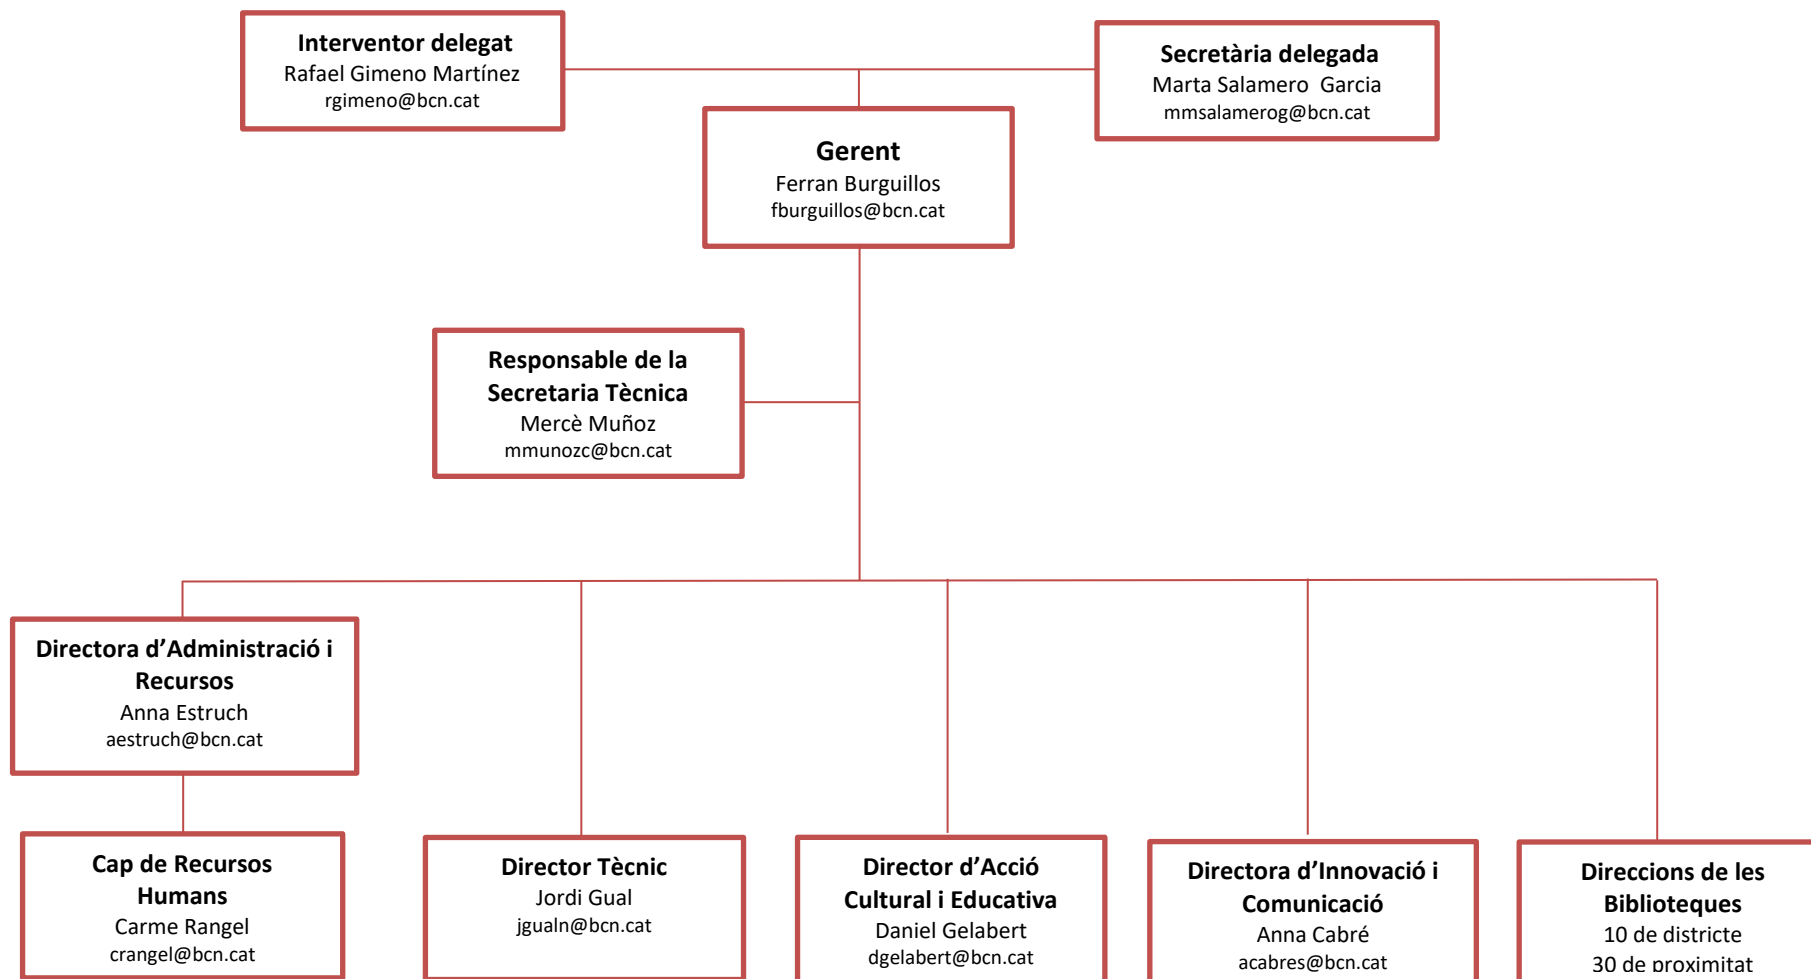 Interventor delegat
Rafael Gimeno Martínez
rgimeno@bcn.cat
Secretària delegada
Marta Salamero Garcia
mmsalamerog@bcn.cat
Gerent
Ferran Burguillos
fburguillos@bcn.cat
Responsable de la
Secretaria Tècnica
Mercè Muñoz
mmunozc@bcn.cat
Directora d’Administració i
Recursos
Anna Estruch
aestruch@bcn.cat
Cap de Recursos
Humans
Carme Rangel
crangel@bcn.cat
Director Tècnic
Jordi Gual
jgualn@bcn.cat
Director d’Acció
Cultural i Educativa
Daniel Gelabert
dgelabert@bcn.cat
Directora d’Innovació i
Comunicació
Anna Cabré
acabres@bcn.cat
Direccions de les
Biblioteques
10 de districte
30 de proximitat